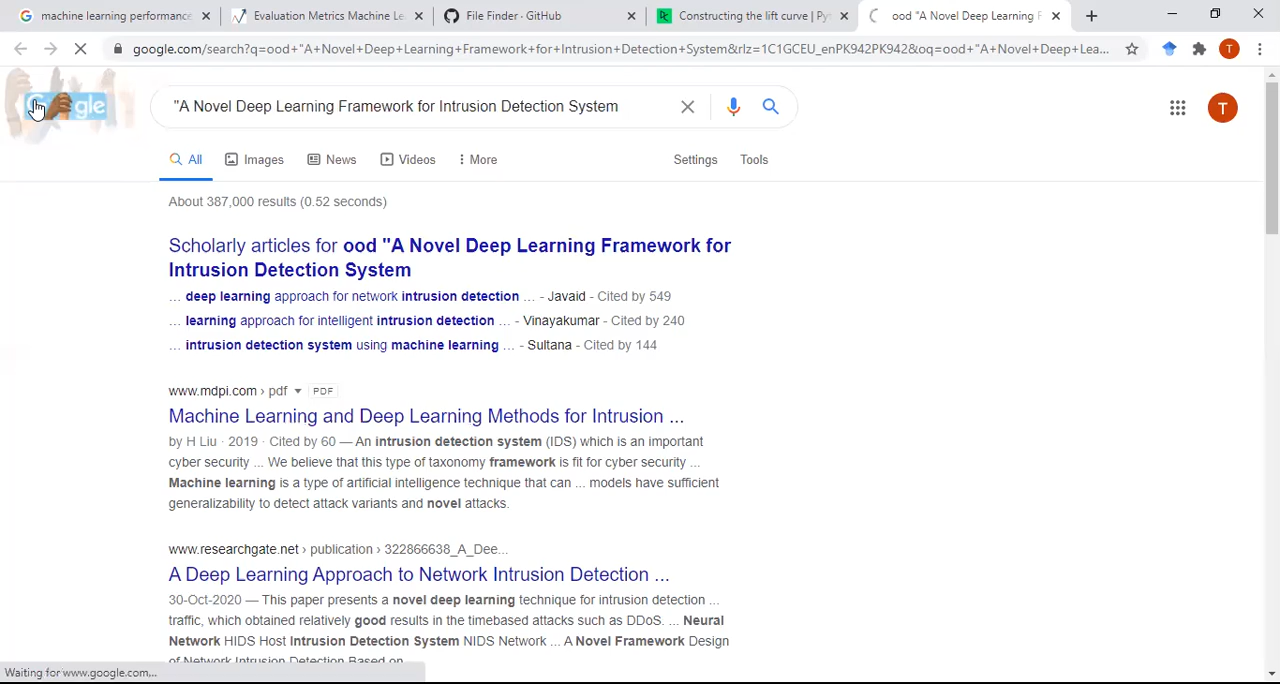 machine learning performance
Evaluation Metrics Machine Le
File Finder · GitHub
Constructing the lift curve | Pyt
ood "A Novel Deep Learning F
google.com/search?q=ood+"A+Novel+Deep+Learning+Framework+for+Intrusion+Detection+System&rlz=1C1GCEU_enPK942PK942&oq=ood+"A+Novel+Deep+Lea...
T
Google
"A Novel Deep Learning Framework for Intrusion Detection System
T
All
Images
News
Videos
More
Settings
Tools
About 387,000 results (0.52 seconds)
Scholarly articles for ood "A Novel Deep Learning Framework for
Intrusion Detection System
... deep learning approach for network intrusion detection ... - Javaid - Cited by 549
... learning approach for intelligent intrusion detection ... - Vinayakumar - Cited by 240
... intrusion detection system using machine learning ... - Sultana - Cited by 144
www.mdpi.com › pdf PDF
Machine Learning and Deep Learning Methods for Intrusion ...
by H Liu · 2019 · Cited by 60 — An intrusion detection system (IDS) which is an important
cyber security ... We believe that this type of taxonomy framework is fit for cyber security ...
Machine learning is a type of artificial intelligence technique that can ... models have sufficient
generalizability to detect attack variants and novel attacks.
www.researchgate.net › publication › 322866638_A_Dee...
A Deep Learning Approach to Network Intrusion Detection ...
30-Oct-2020 — This paper presents a novel deep learning technique for intrusion detection ...
traffic, which obtained relatively good results in the timebased attacks such as DDoS. ... Neural
Network HIDS Host Intrusion Detection System NIDS Network ... A Novel Framework Design
of Network Intrusion Detection Based on
Waiting for www.google.com...